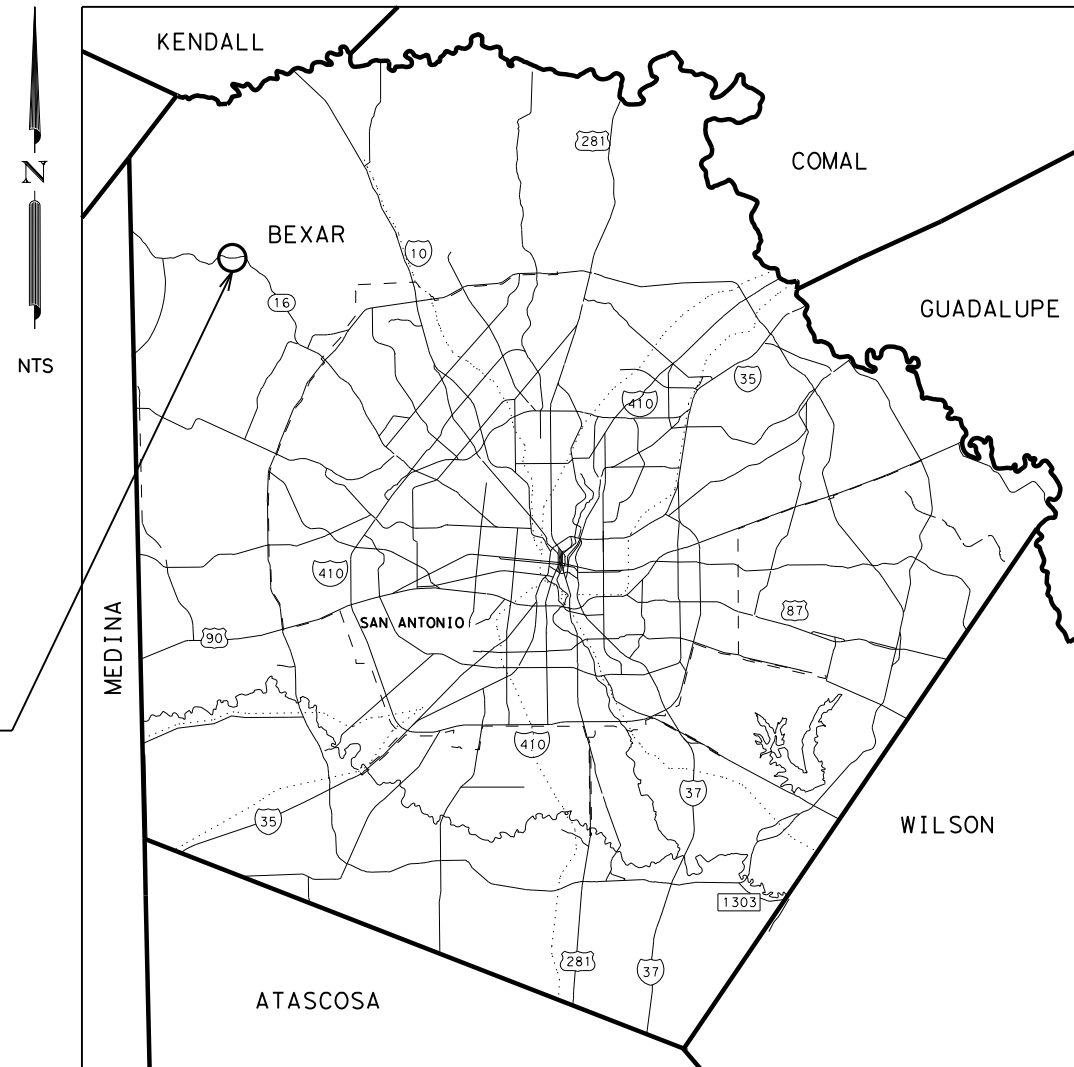 KENDALL
281
N
COMAL
BEXAR
10
16
GUADALUPE
NTS
35
410
410
87
SAN ANTONIO
90
MEDINA
410
37
35
WILSON
1303
281
37
ATASCOSA